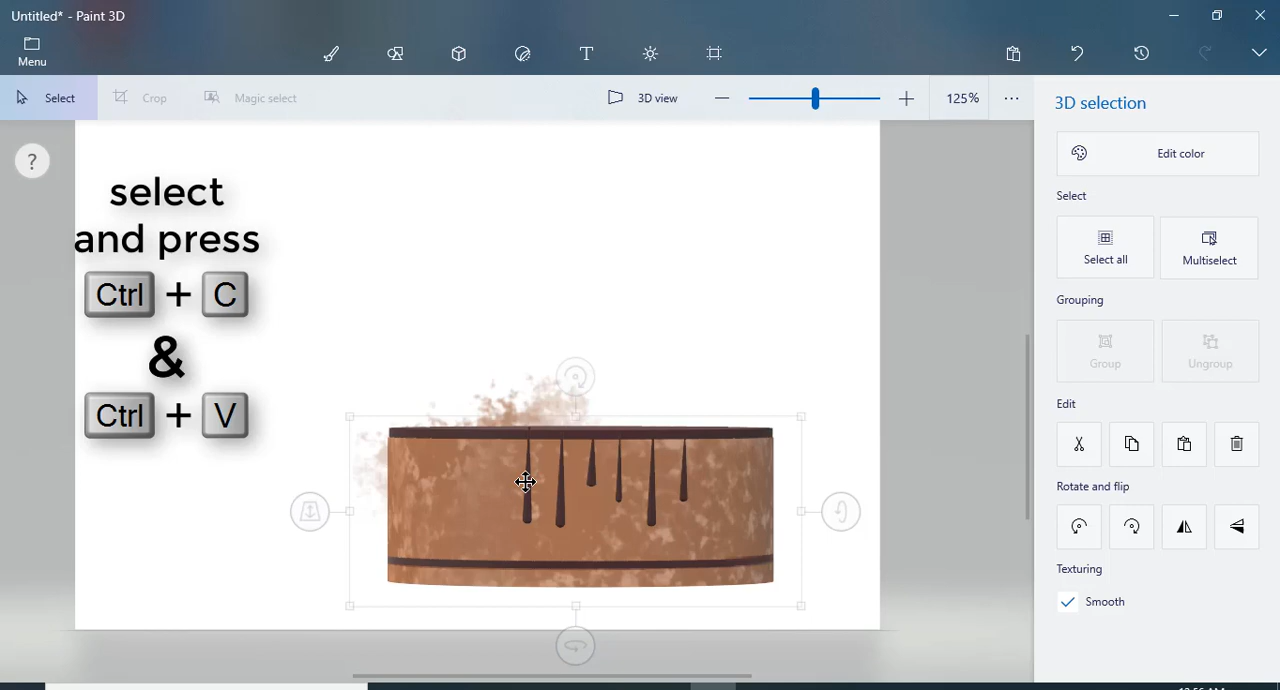 Untitled* - Paint 3D
Menu
Select
Crop
Magic select
3D view
125%
3D selection
Edit color
Select
Select all
Multiselect
Grouping
Group
Ungroup
Edit
Rotate and flip
Texturing
Smooth
?
select
and press
Ctrl + C
&
Ctrl + V